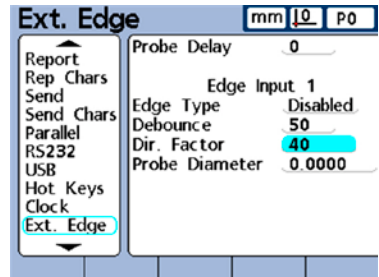 Ext. Edge
mm
P0
Report
Rep Chars
Send
Send Chars
Parallel
RS232
USB
Hot Keys
Clock
Ext. Edge
Probe Delay 0
Edge Input 1
Edge Type Disabled
Debounce 50
Dir. Factor 40
Probe Diameter 0.0000